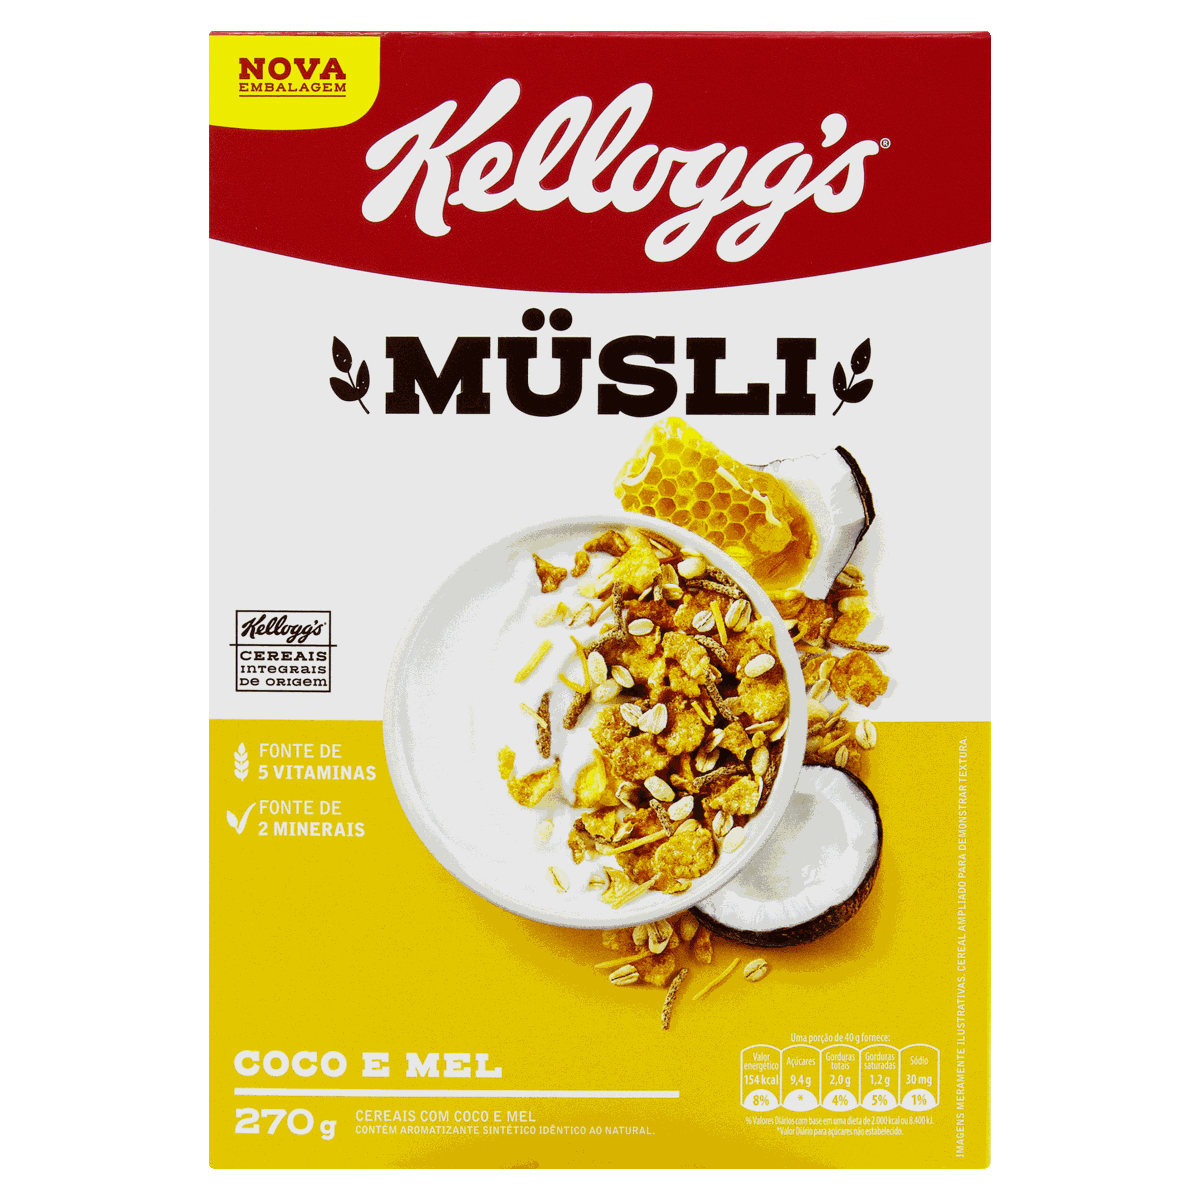 NOVA
EMBALAGEM
Kellogg's®
MÜSLI
Kellogg's
CEREAIS
INTEGRAIS
DE ORIGEM
FONTE DE
5 VITAMINAS
FONTE DE
2 MINERAIS
COCO E MEL
270g
CEREAIS COM COCO E MEL
CONTÉM AROMATIZANTE SINTÉTICO IDÊNTICO AO NATURAL.
Uma porção de 40 g fornece:
Valor energético 154 kcal 8%
Açúcares 9,4 g *
Gorduras totais 2,0 g 4%
Gorduras saturadas 1,2 g 5%
Sódio 30 mg 1%
% Valores Diários com base em uma dieta de 2.000 kcal ou 8.400 kJ.
*Valor Diário para açúcares não estabelecido.
IMAGENS MERAMENTE ILUSTRATIVAS. CEREAL AMPLIADO PARA DEMONSTRAR TEXTURA.